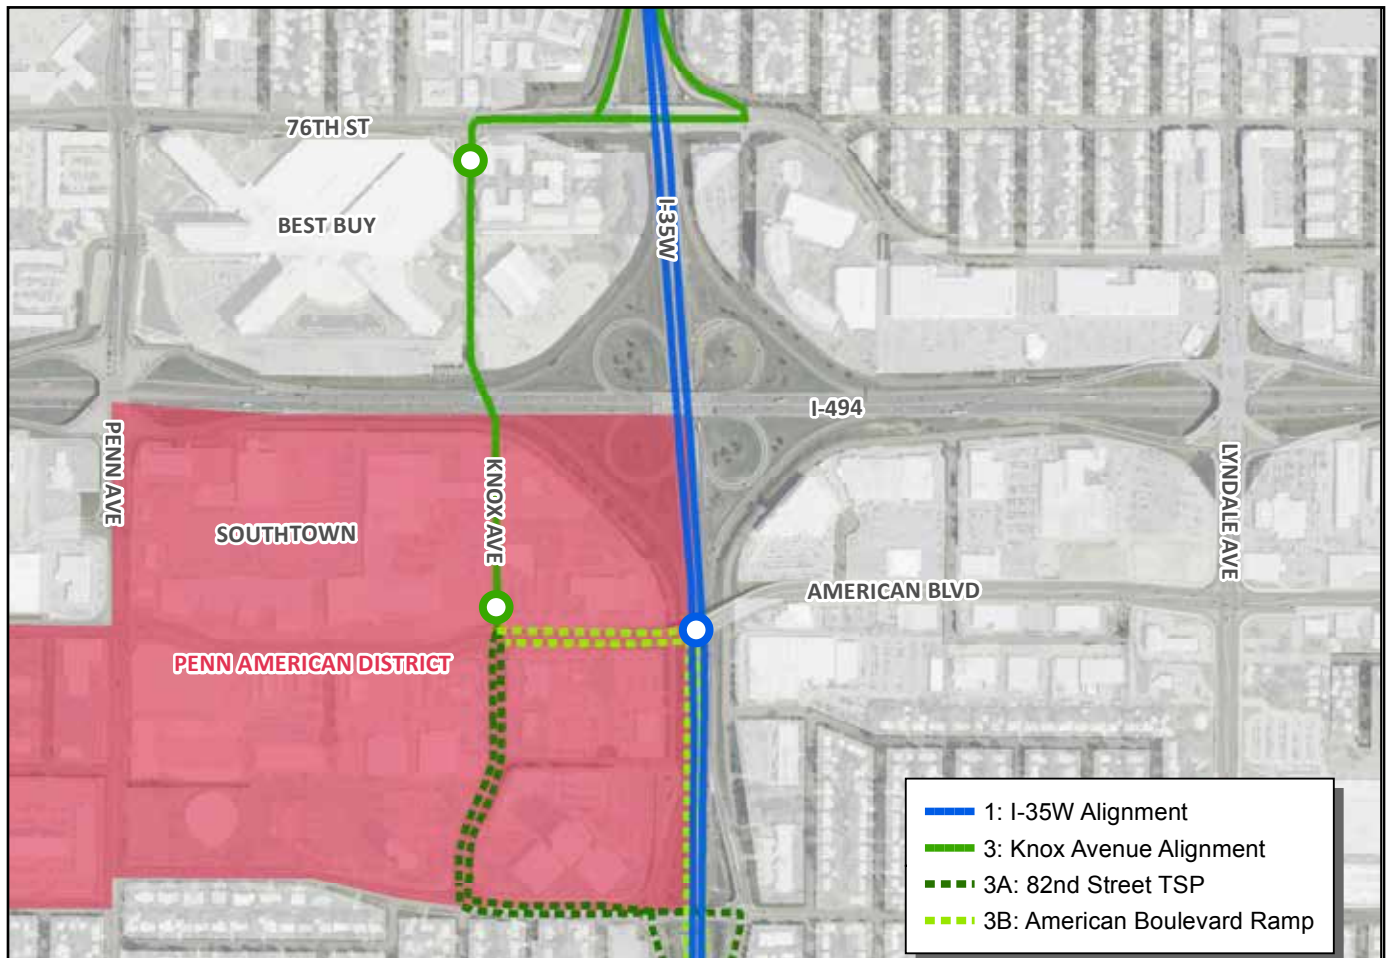 76TH ST
BEST BUY
I-35W
I-494
PENN AVE
KNOX AVE
LYNDALE AVE
SOUTHTOWN
AMERICAN BLVD
PENN AMERICAN DISTRICT
1: I-35W Alignment
3: Knox Avenue Alignment
3A: 82nd Street TSP
3B: American Boulevard Ramp